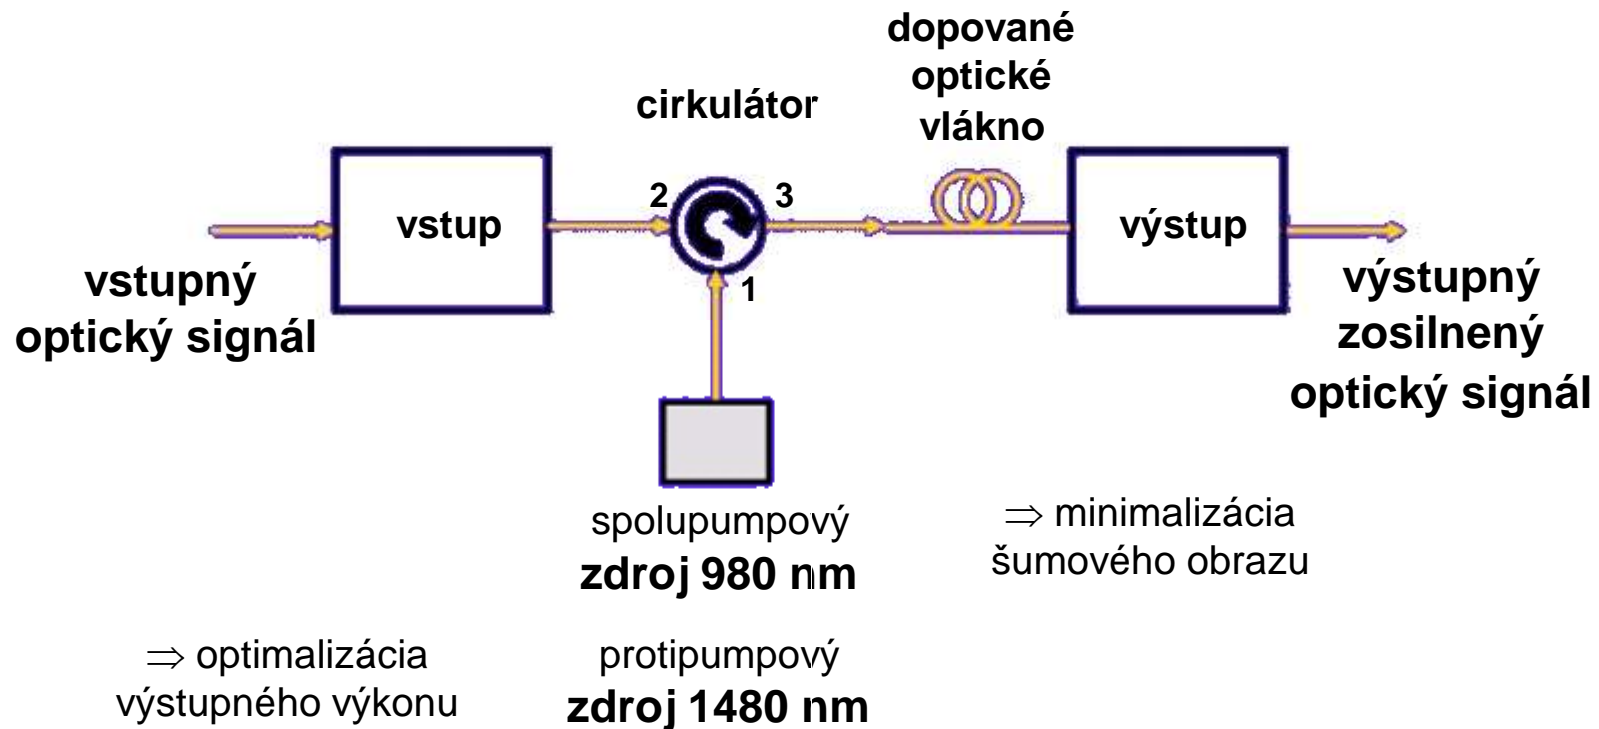 dopované
optické
vlákno
cirkulátor
vstup
2
3
1
výstup
vstupný
optický signál
výstupný
zosilnený
optický signál
spolupumpový
zdroj 980 nm
⇒ minimalizácia
šumového obrazu
⇒ optimalizácia
výstupného výkonu
protipumpový
zdroj 1480 nm